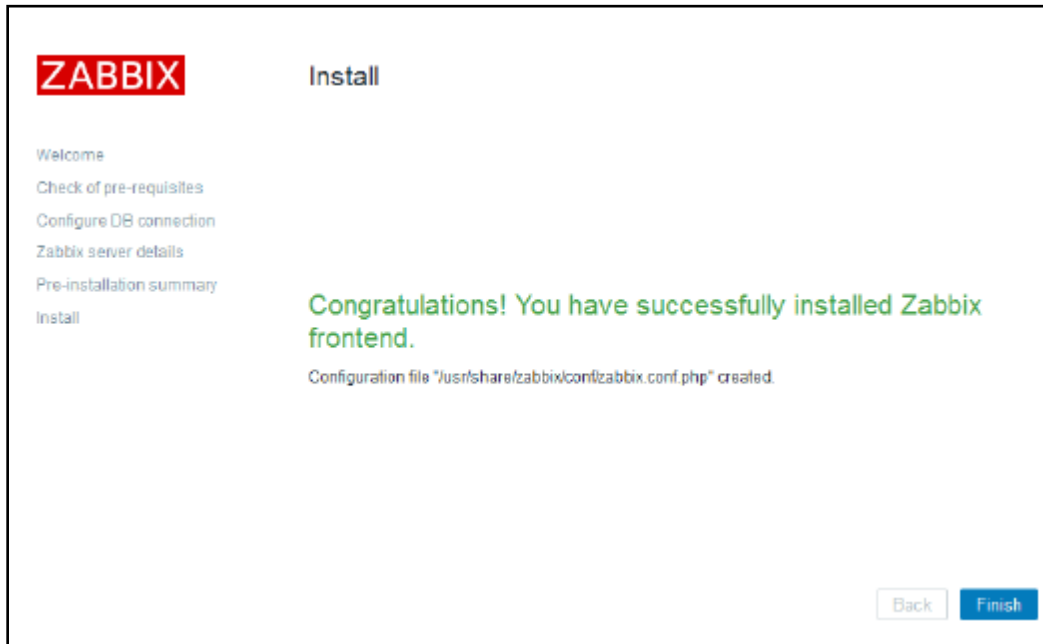 ZABBIX
Install
Welcome
Check of pre-requisites
Configure DB connection
Zabbix server details
Pre-installation summary
Install
Congratulations! You have successfully installed Zabbix
frontend.
Configuration file "/usr/share/zabbix/conf/zabbix.conf.php" created.
Back
Finish